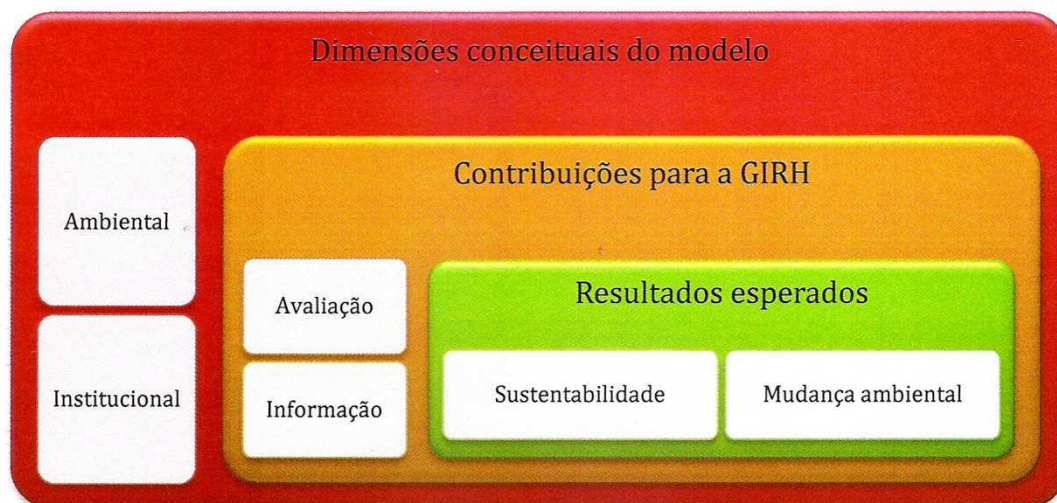 Dimensões conceituais do modelo
Ambiental
Institucional
Contribuições para a GIRH
Avaliação
Informação
Resultados esperados
Sustentabilidade
Mudança ambiental